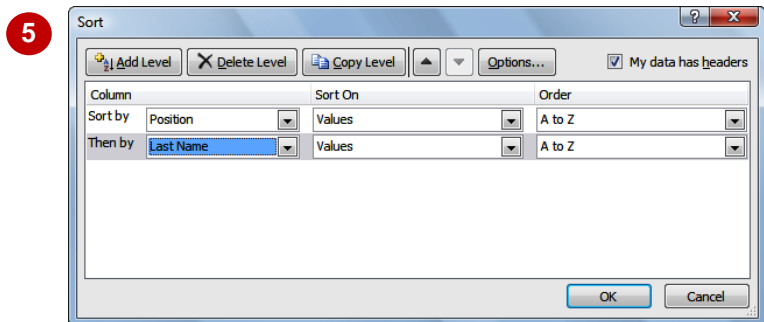 5
Sort
? X
Add Level Delete Level Copy Level Options... My data has headers
Column Sort On Order
Sort by Position Values A to Z
Then by Last Name Values A to Z
OK Cancel